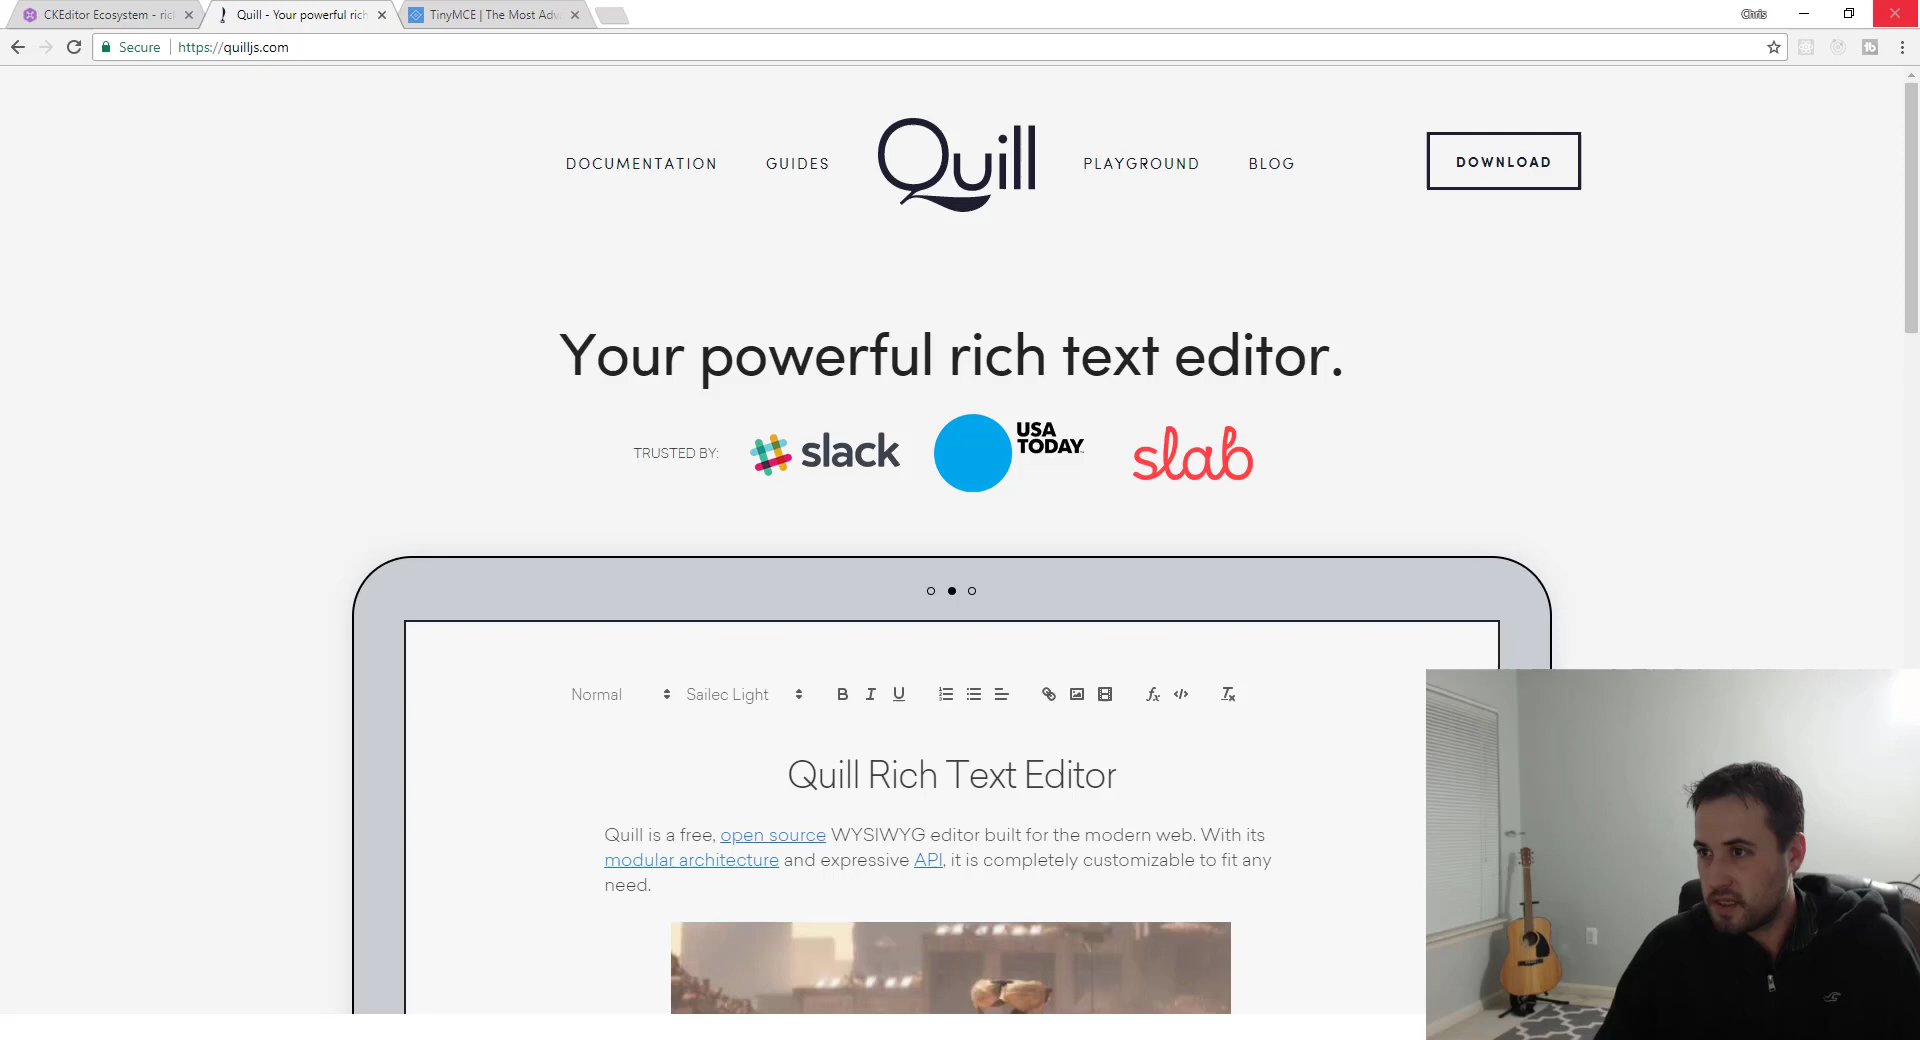 CKEditor Ecosystem - ric
Quill - Your powerful rich
TinyMCE | The Most Adv
Chris
Secure
https://quilljs.com
DOCUMENTATION
GUIDES
Quill
PLAYGROUND
BLOG
DOWNLOAD
Your powerful rich text editor.
TRUSTED BY:
slack
USA
TODAY
slab
Normal
Sailec Light
B I U
Quill Rich Text Editor
Quill is a free, open source WYSIWYG editor built for the modern web. With its
modular architecture and expressive API, it is completely customizable to fit any
need.